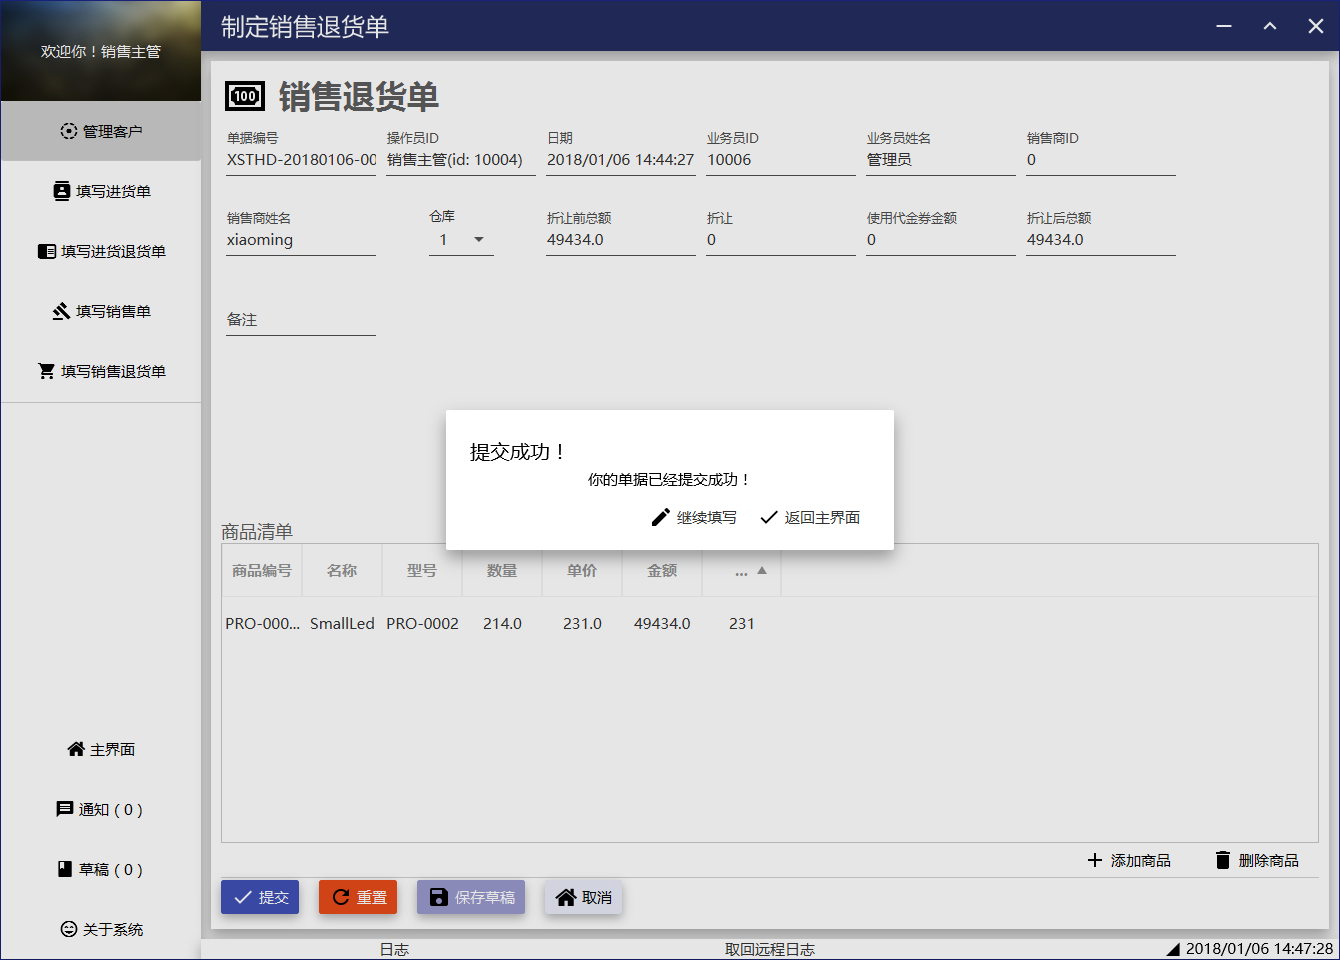 欢迎你！销售主管
制定销售退货单
管理客户
填写进货单
填写进货退货单
填写销售单
填写销售退货单
主界面
通知 ( 0 )
草稿 ( 0 )
关于系统
100 销售退货单
单据编号 操作员ID 日期 业务员ID 业务员姓名 销售商ID
XSTHD-20180106-00 销售主管(id: 10004) 2018/01/06 14:44:27 10006 管理员 0
销售商姓名 仓库 折让前总额 折让 使用代金券金额 折让后总额
xiaoming 1 49434.0 0 0 49434.0
备注
提交成功！
你的单据已经提交成功！
继续填写 返回主界面
商品清单
商品编号 名称 型号 数量 单价 金额 ...
PRO-000... SmallLed PRO-0002 214.0 231.0 49434.0 231
添加商品 删除商品
提交 重置 保存草稿 取消
日志 取回远程日志 2018/01/06 14:47:28